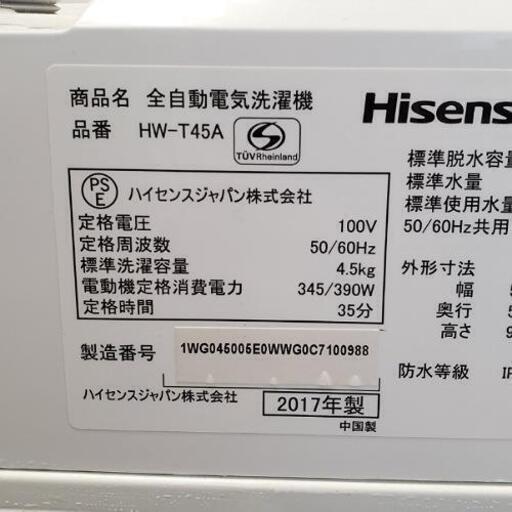 商品名 全自動電気洗濯機
品番 HW-T45A
TÜVRheinland
Hisens
PS
E
ハイセンスジャパン株式会社
定格電圧 100V
定格周波数 50/60Hz
標準洗濯容量 4.5kg
電動機定格消費電力 345/390W
定格時間 35分
製造番号 1WG045005E0WWG0C7100988
ハイセンスジャパン株式会社
2017年製
中国製
標準脱水容量
標準水量
標準使用水量
50/60Hz共用
外形寸法
幅
奥行
高さ
防水等級 IP